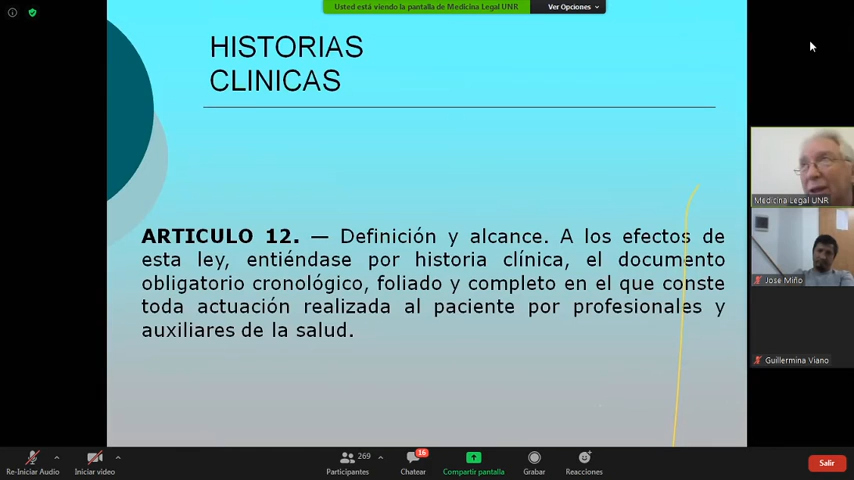 Usted está viendo la pantalla de Medicina Legal UNR
Ver Opciones
HISTORIAS
CLINICAS
ARTICULO 12. — Definición y alcance. A los efectos de
esta ley, entiéndase por historia clínica, el documento
obligatorio cronológico, foliado y completo en el que conste
toda actuación realizada al paciente por profesionales y
auxiliares de la salud.
Medicina Legal UNR
José Miño
Guillermina Viano
269
16
Re-Iniciar Audio
Iniciar video
Participantes
Chatear
Compartir pantalla
Grabar
Reacciones
Salir